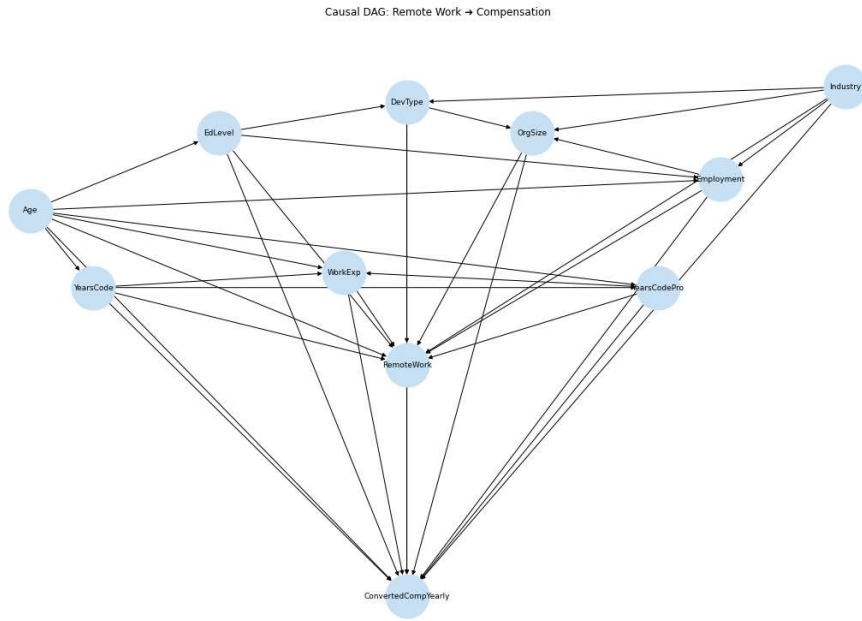 Causal DAG: Remote Work ➔ Compensation
Industry
DevType
EdLevel
OrgSize
Employment
Age
WorkExp
YearsCode
YearsCodePro
RemoteWork
ConvertedCompYearly